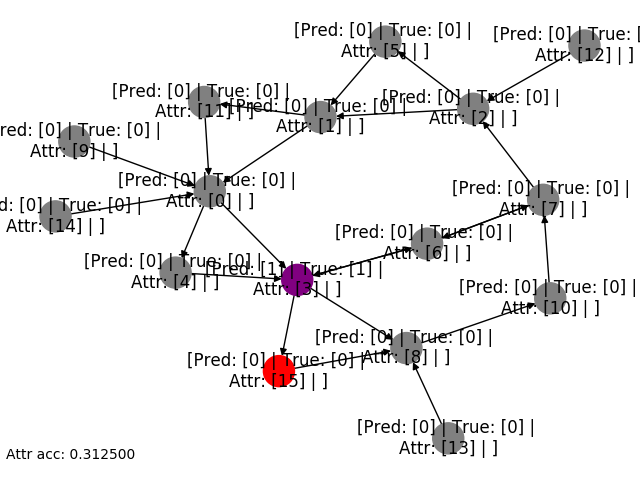 [Pred: [0] | True: [0] |
Attr: [5] | ]
[Pred: [0] | True: [
Attr: [12] | ]
[Pred: [0] | True: [0] |
Attr: [11] | ]
[Pred: [0] | True: [0] |
Attr: [1] | ]
[Pred: [0] | True: [0] |
Attr: [2] | ]
red: [0] | True: [0] |
Attr: [9] | ]
[Pred: [0] | True: [0] |
Attr: [0] | ]
d: [0] | True: [0] |
Attr: [14] | ]
[Pred: [0] | True: [0] |
Attr: [7] | ]
[Pred: [0] | True: [0] |
Attr: [6] | ]
[Pred: [0] | True: [0] |
Attr: [4] | ]
[Pred: [1] | True: [1] |
Attr: [3] | ]
[Pred: [0] | True: [0] |
Attr: [10] | ]
[Pred: [0] | True: [0] |
Attr: [8] | ]
[Pred: [0] | True: [0] |
Attr: [15] | ]
[Pred: [0] | True: [0] |
Attr: [13] | ]
Attr acc: 0.312500